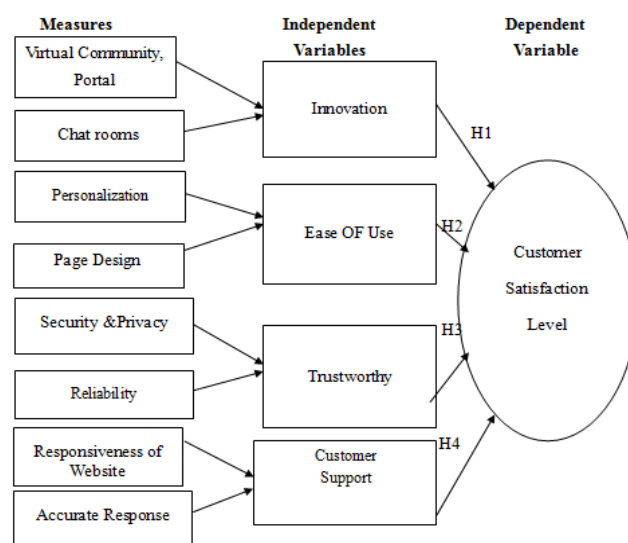 Measures
Independent
Variables
Dependent
Variable
Virtual Community,
Portal
Chat rooms
Personalization
Page Design
Security &Privacy
Reliability
Responsiveness of
Website
Accurate Response
Innovation
Ease OF Use
Trustworthy
Customer
Support
H1
H2
H3
H4
Customer
Satisfaction
Level